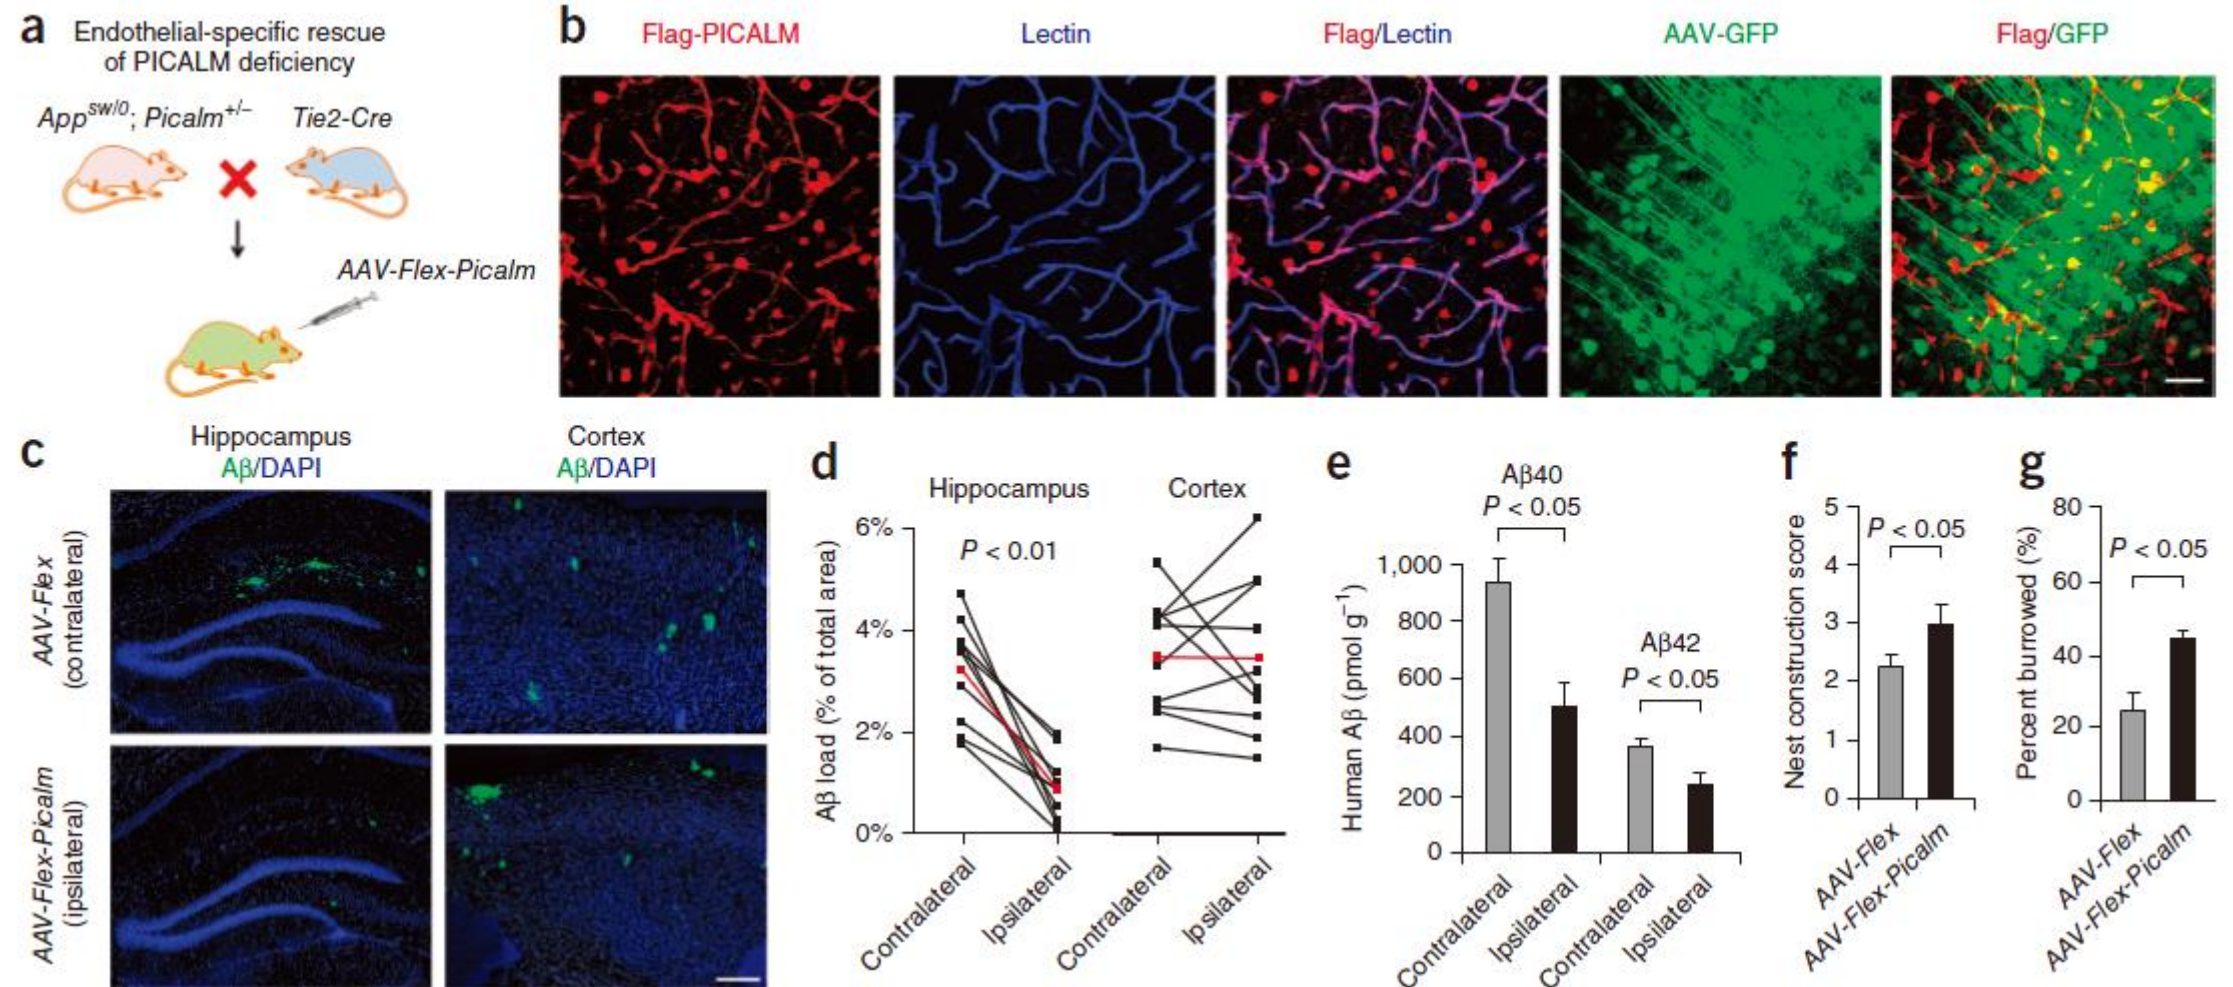 a
Endothelial-specific rescue
of PICALM deficiency
App^sw/0; Picalm^+/–
Tie2-Cre
AAV-Flex-Picalm
b
Flag-PICALM
Lectin
Flag/Lectin
AAV-GFP
Flag/GFP
c
Hippocampus
Aβ/DAPI
Cortex
Aβ/DAPI
AAV-Flex
(contralateral)
AAV-Flex-Picalm
(ipsilateral)
d
Hippocampus
Cortex
P < 0.01
Aβ load (% of total area)
6%
4%
2%
0%
Contralateral
Ipsilateral
Contralateral
Ipsilateral
e
Aβ40
P < 0.05
Aβ42
P < 0.05
Human Aβ (pmol g⁻¹)
1,000
800
600
400
200
0
Contralateral
Ipsilateral
Contralateral
Ipsilateral
f
P < 0.05
Nest construction score
5
4
3
2
1
0
AAV-Flex
AAV-Flex-Picalm
g
P < 0.05
Percent burrowed (%)
80
60
40
20
0
AAV-Flex
AAV-Flex-Picalm